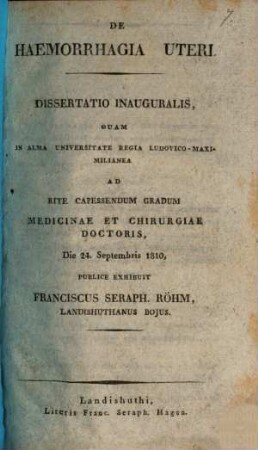 7.
DE
HAEMORRHAGIA UTERI.
DISSERTATIO INAUGURALIS,
QUAM
IN ALMA UNIVERSITATE REGIA LUDOVICO-MAXI-
MILIANEA
AD
RITE CAPESSENDUM GRADUM
MEDICINAE ET CHIRURGIAE
DOCTORIS,
Die 24. Septembris 1810,
PUBLICE EXHIBUIT
FRANCISCUS SERAPH. RÖHM,
LANDISHUTHANUS BOJUS.
Landishuthi,
Literis Franc. Seraph. Hagen.